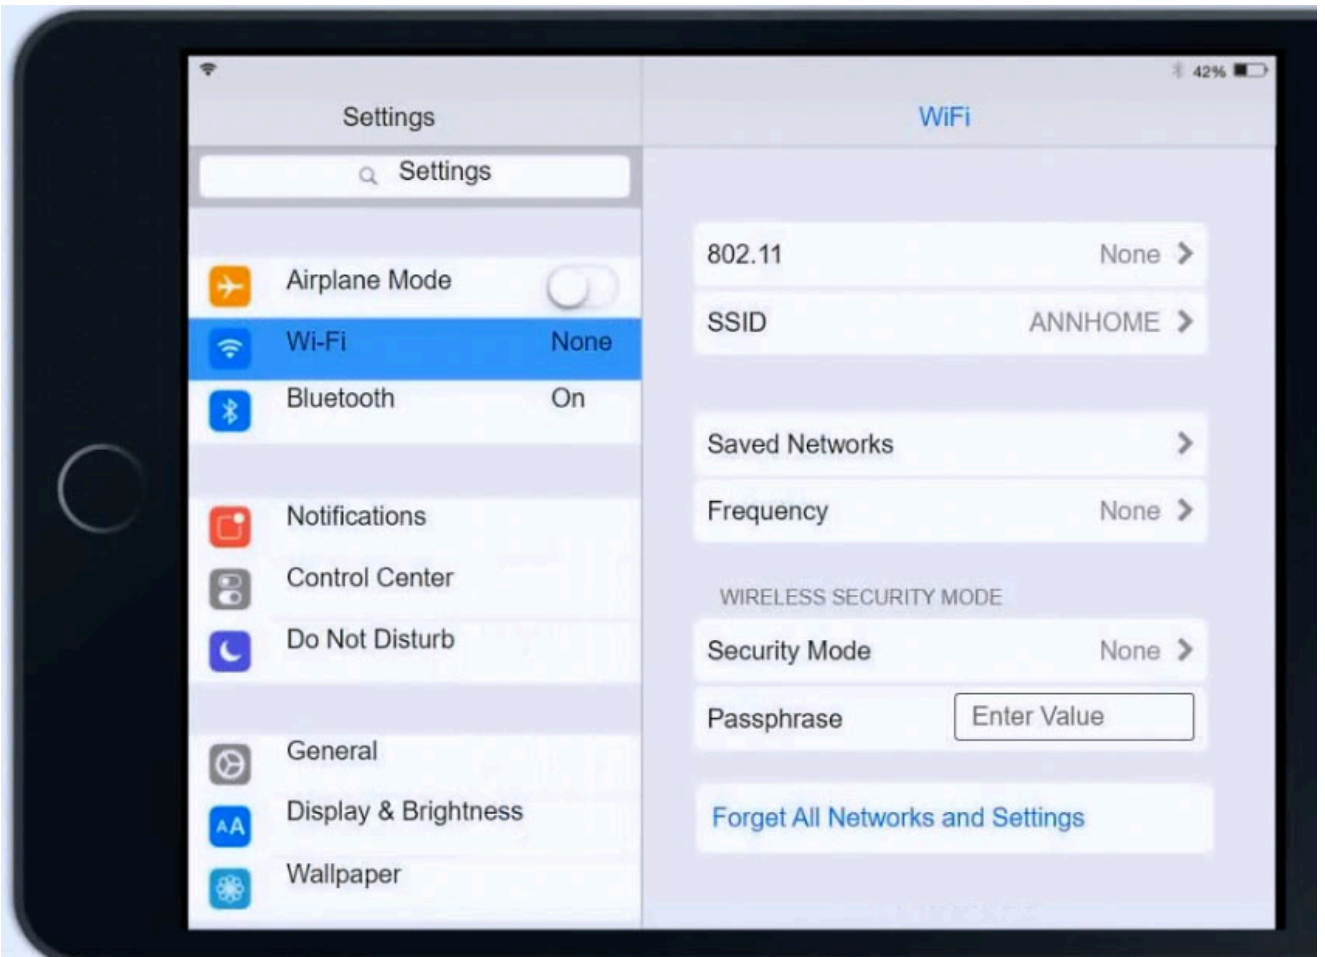 42%
Settings
WiFi
Settings
Airplane Mode
Wi-Fi None
Bluetooth On
Notifications
Control Center
Do Not Disturb
General
AA Display & Brightness
Wallpaper
802.11 None
SSID ANNHOME
Saved Networks
Frequency None
WIRELESS SECURITY MODE
Security Mode None
Passphrase Enter Value
Forget All Networks and Settings